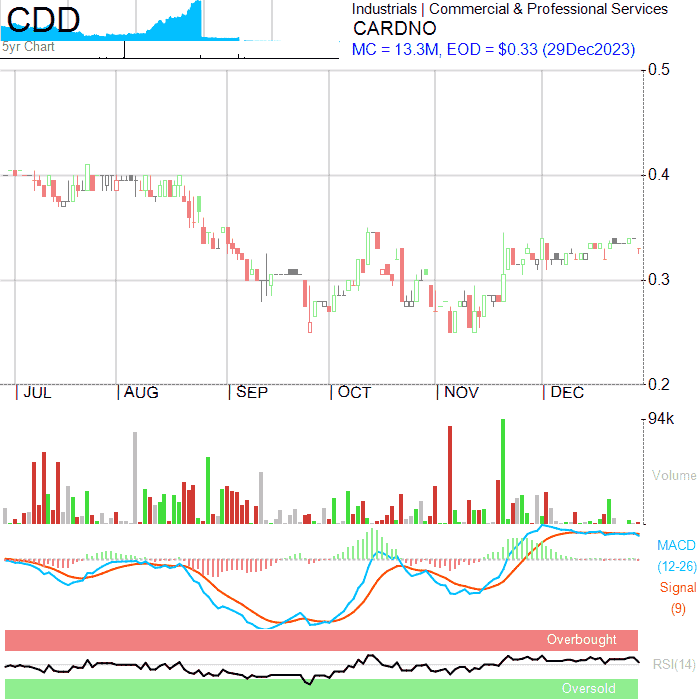 CDD
5yr Chart
Industrials | Commercial & Professional Services
CARDNO
MC = 13.3M, EOD = $0.33 (29Dec2023)
0.5
0.4
0.3
0.2
JUL AUG SEP OCT NOV DEC
94k
Volume
MACD
(12-26)
Signal
(9)
Overbought
RSI(14)
Oversold